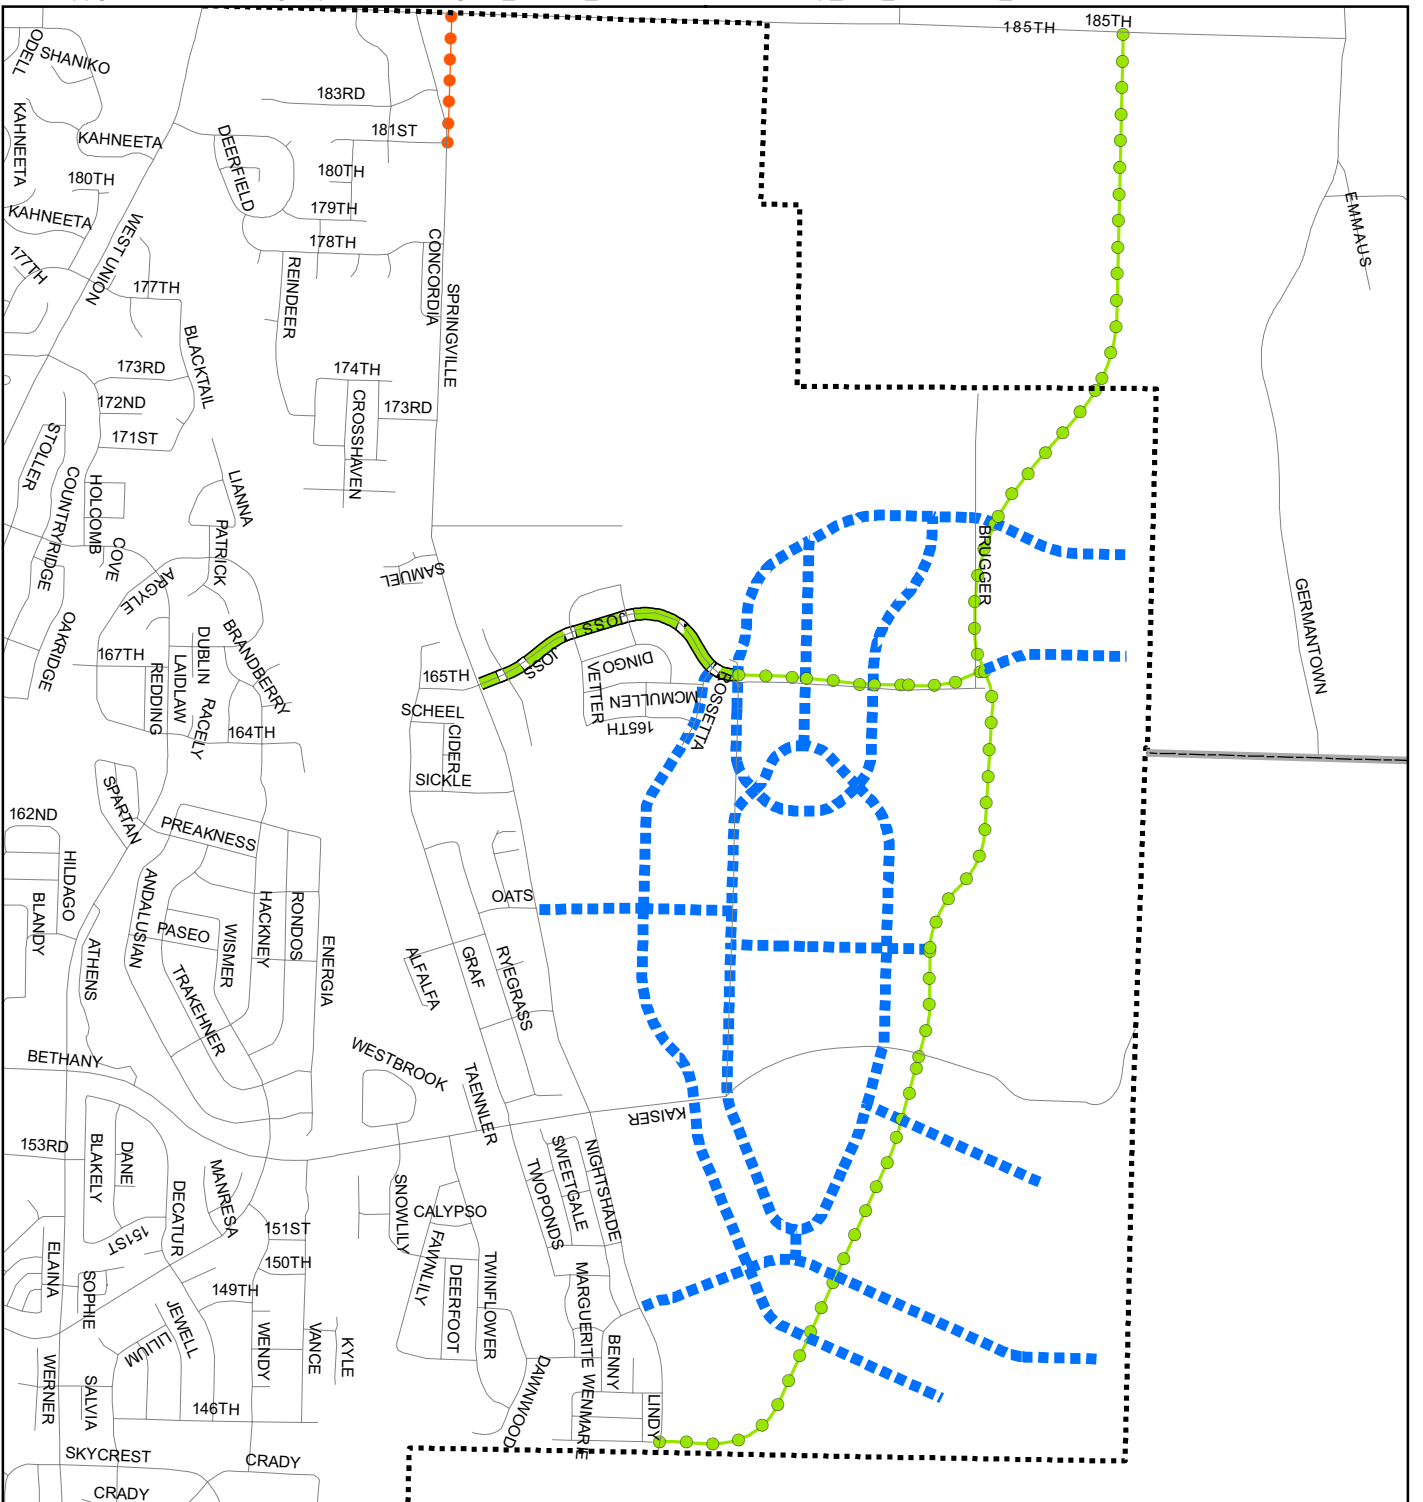 185TH
185TH
ODELL
SHANIKO
183RD
KAHNEETA
KAHNEETA
181ST
DEERFIELD
180TH
180TH
KAHNEETA
179TH
EMMAUS
WEST UNION
178TH
CONCORDIA
177TH
177TH
REINDEER
SPRINGVILLE
BLACKTAIL
173RD
174TH
172ND
CROSSHAVEN
173RD
171ST
STOLLER
COUNTRYRIDGE
HOLCOMB
LIANNA
COVE
PATRICK
BRUGGER
ARGYLE
SAMUEL
GERMANTOWN
OAKRIDGE
DUBLIN
BRANDBERRY
JOSS
167TH
REDDING
LAIDLAW
JOSS
DINGO
165TH
VETTER
MCMULLEN
BOSSETTA
RACELY
SCHEEL
164TH
CIDER
165TH
SICKLE
SPARTAN
162ND
PREAKNESS
HILDAGO
ANDALUSIAN
OATS
BLANDY
HACKNEY
RONDOS
PASEO
WISMER
ENERGIA
ATHENS
ALFALFA
GRAF
RYEGRASS
TRAKEHNER
BETHANY
WESTBROOK
TAENNLER
KAISER
153RD
BLAKELY
DANE
MANRESA
SWEETGALE
NIGHTSHADE
DECATUR
SNOWLILY
TWOPONDS
CALYPSO
151ST
151ST
FAWNLILY
ELAINA
150TH
TWINFLOWER
SOPHIE
149TH
DEERFOOT
MARGUERITE
JEWELL
WENDY
VANCE
KYLE
LILIUM
BENNY
WERNER
SALVIA
146TH
DAWNWOOD
WENMARIE
LINDY
SKYCREST
CRADY
CRADY